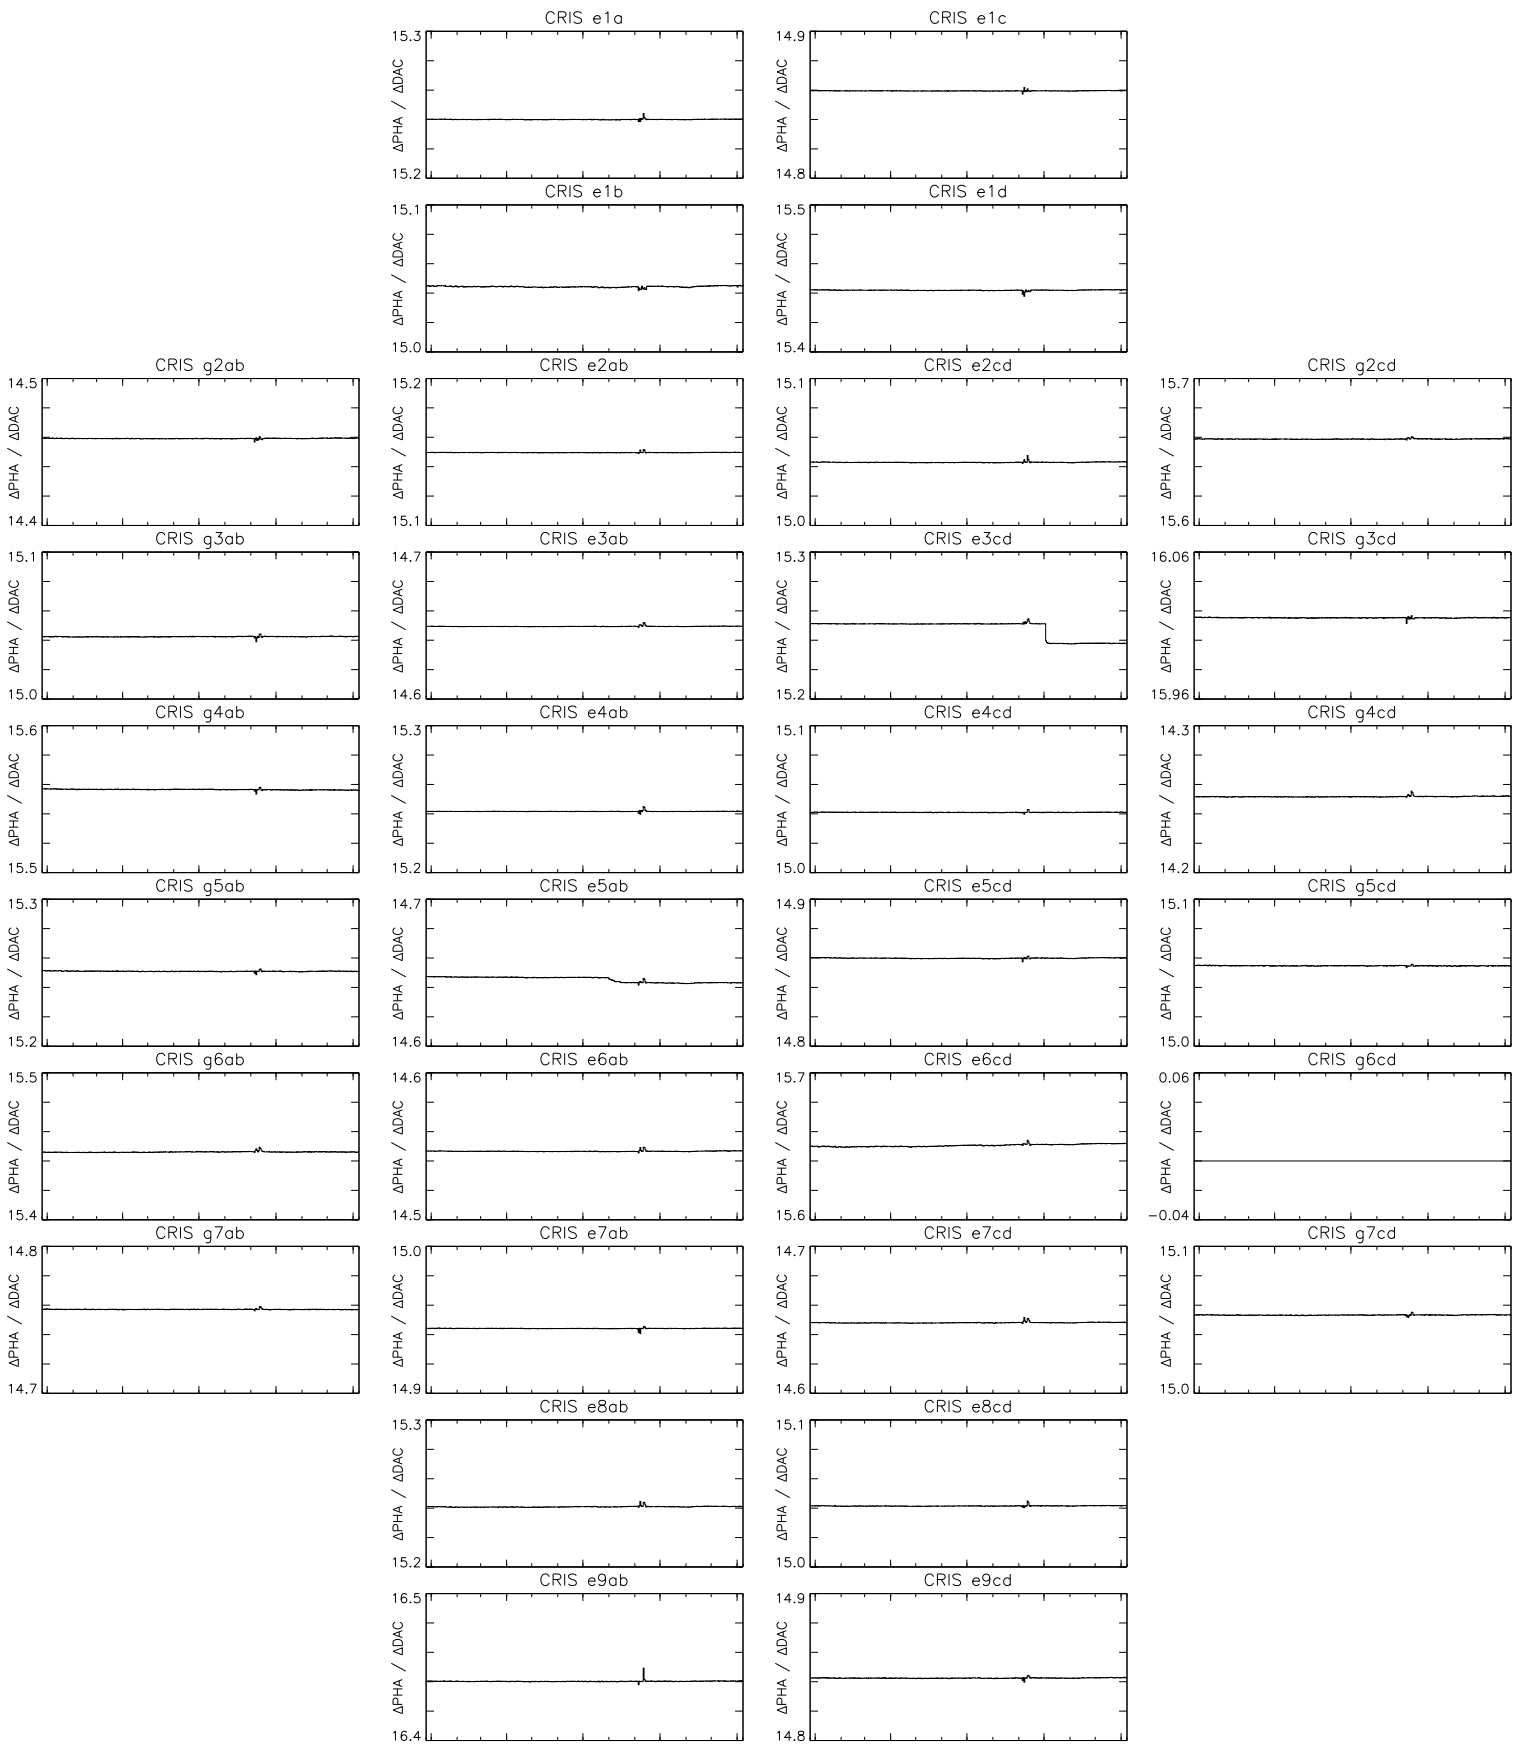 CRIS e1a
15.3
ΔPHA / ΔDAC
15.2
CRIS e1c
14.9
ΔPHA / ΔDAC
14.8
CRIS e1b
15.1
ΔPHA / ΔDAC
15.0
CRIS e1d
15.5
ΔPHA / ΔDAC
15.4
CRIS g2ab
14.5
ΔPHA / ΔDAC
14.4
CRIS e2ab
15.2
ΔPHA / ΔDAC
15.1
CRIS e2cd
15.1
ΔPHA / ΔDAC
15.0
CRIS g2cd
15.7
ΔPHA / ΔDAC
15.6
CRIS g3ab
15.1
ΔPHA / ΔDAC
15.0
CRIS e3ab
14.7
ΔPHA / ΔDAC
14.6
CRIS e3cd
15.3
ΔPHA / ΔDAC
15.2
CRIS g3cd
16.06
ΔPHA / ΔDAC
15.96
CRIS g4ab
15.6
ΔPHA / ΔDAC
15.5
CRIS e4ab
15.3
ΔPHA / ΔDAC
15.2
CRIS e4cd
15.1
ΔPHA / ΔDAC
15.0
CRIS g4cd
14.3
ΔPHA / ΔDAC
14.2
CRIS g5ab
15.3
ΔPHA / ΔDAC
15.2
CRIS e5ab
14.7
ΔPHA / ΔDAC
14.6
CRIS e5cd
14.9
ΔPHA / ΔDAC
14.8
CRIS g5cd
15.1
ΔPHA / ΔDAC
15.0
CRIS g6ab
15.5
ΔPHA / ΔDAC
15.4
CRIS e6ab
14.6
ΔPHA / ΔDAC
14.5
CRIS e6cd
15.7
ΔPHA / ΔDAC
15.6
CRIS g6cd
0.06
ΔPHA / ΔDAC
−0.04
CRIS g7ab
14.8
ΔPHA / ΔDAC
14.7
CRIS e7ab
15.0
ΔPHA / ΔDAC
14.9
CRIS e7cd
14.7
ΔPHA / ΔDAC
14.6
CRIS g7cd
15.1
ΔPHA / ΔDAC
15.0
CRIS e8ab
15.3
ΔPHA / ΔDAC
15.2
CRIS e8cd
15.1
ΔPHA / ΔDAC
15.0
CRIS e9ab
16.5
ΔPHA / ΔDAC
16.4
CRIS e9cd
14.9
ΔPHA / ΔDAC
14.8